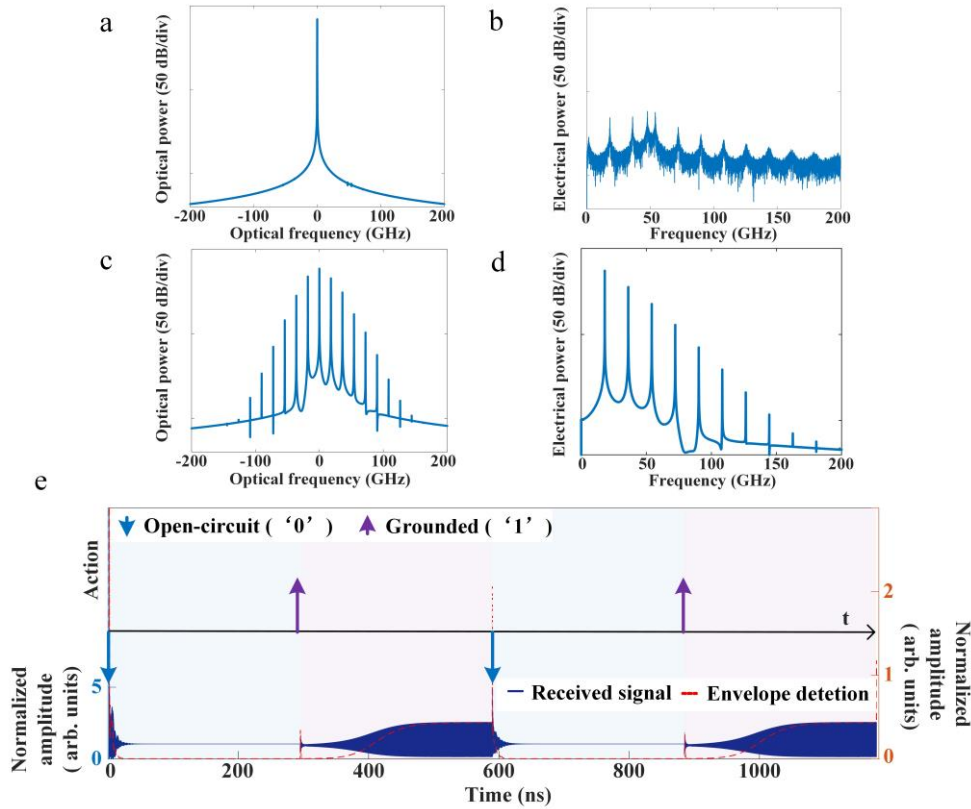 a
Optical power (50 dB/div)
-200 -100 0 100 200
Optical frequency (GHz)
b
Electrical power (50 dB/div)
0 50 100 150 200
Frequency (GHz)
c
Optical power (50 dB/div)
-200 -100 0 100 200
Optical frequency (GHz)
d
Electrical power (50 dB/div)
0 50 100 150 200
Frequency (GHz)
e
Open-circuit ( ‘0’ )
Grounded ( ‘1’ )
Action
t
Normalized
amplitude
( arb. units)
5
0
2
1
0
Normalized
amplitude
( arb. units)
Received signal
Envelope detetion
0 200 400 600 800 1000
Time (ns)